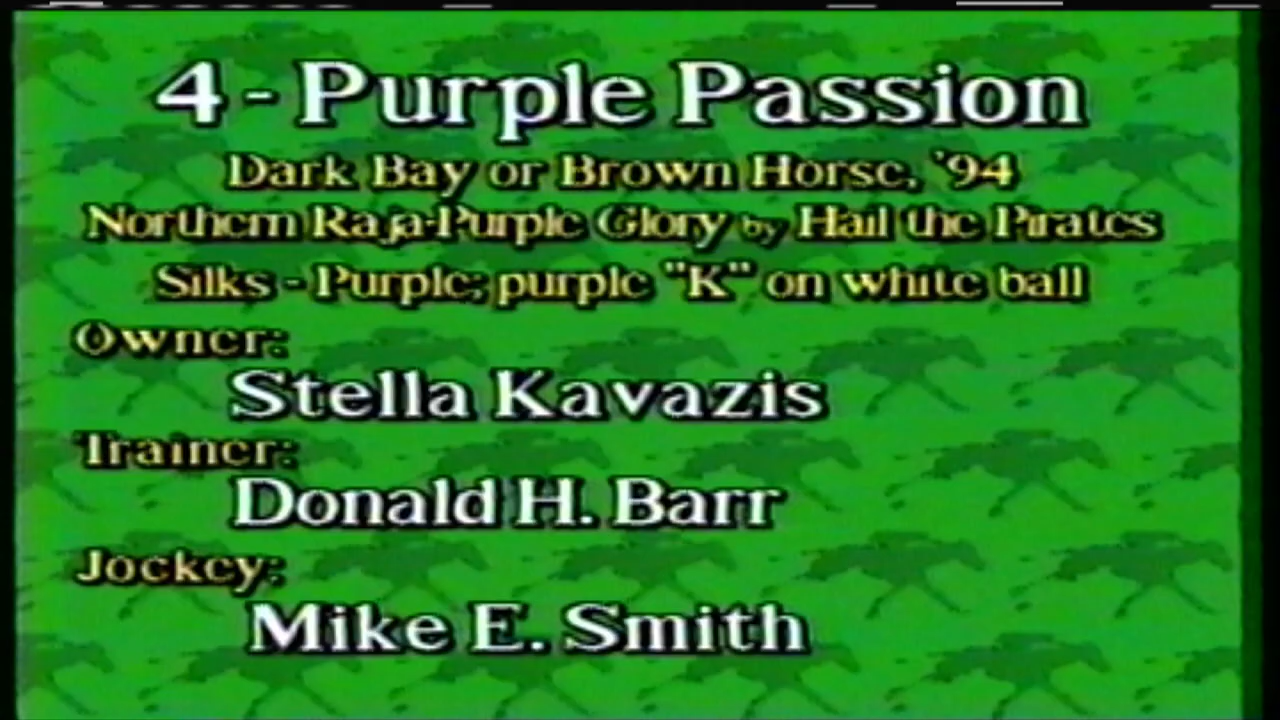 4 - Purple Passion
Dark Bay or Brown Horse, '94
Northern Raja-Purple Glory by Hail the Pirates
Silks - Purple; purple "K" on white ball
Owner:
Stella Kavazis
Trainer:
Donald H. Barr
Jockey:
Mike E. Smith